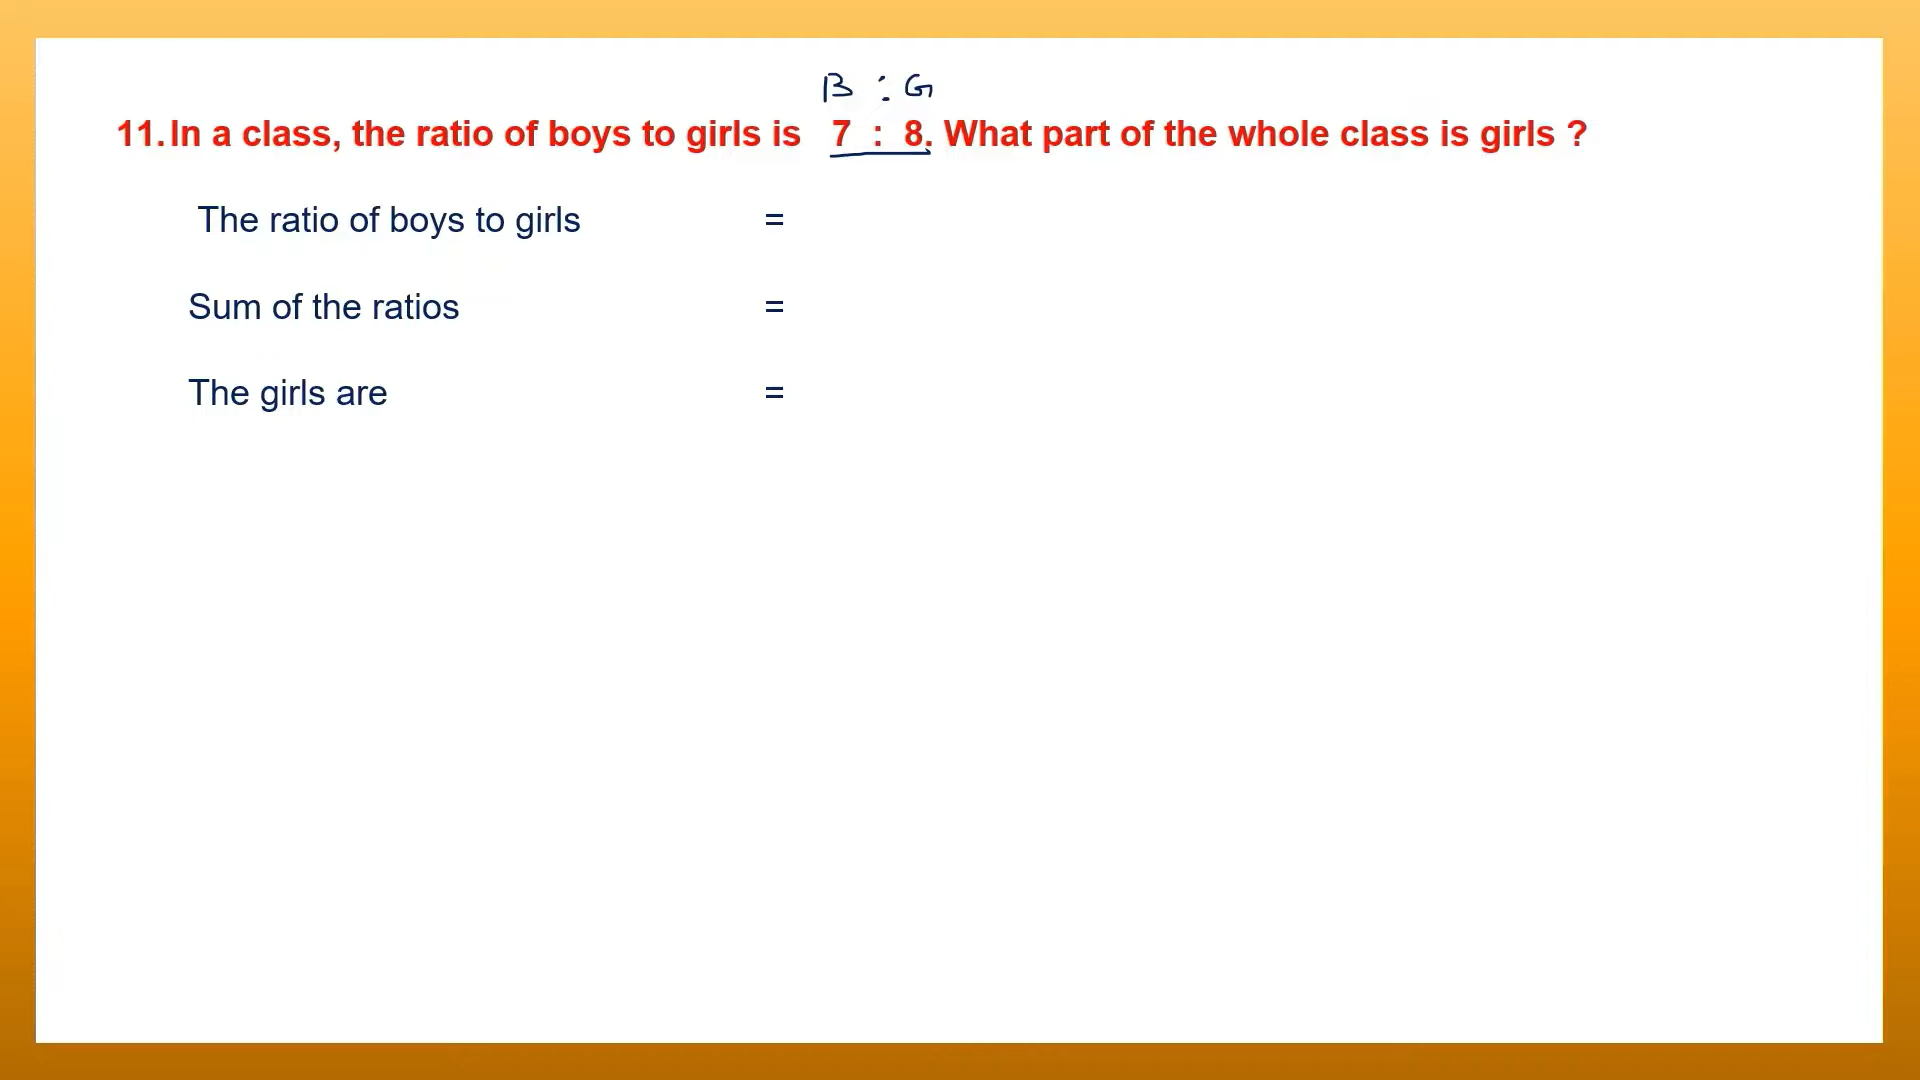 B : G
11. In a class, the ratio of boys to girls is 7 : 8. What part of the whole class is girls ?
The ratio of boys to girls =
Sum of the ratios =
The girls are =